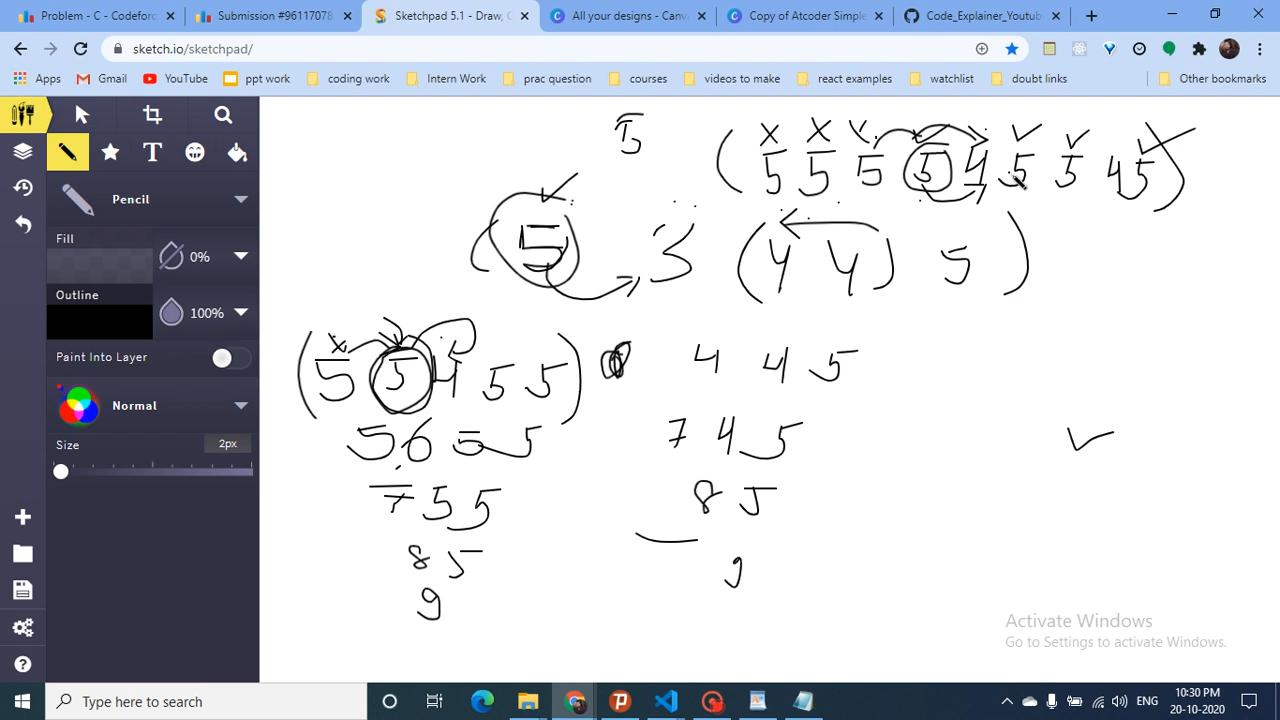 Problem - C - Codeforc
Submission #96117078
Sketchpad 5.1 - Draw, C
All your designs - Canva
Copy of Atcoder Simple
Code_Explainer_Youtub
sketch.io/sketchpad/
Apps Gmail YouTube ppt work coding work Intern Work prac question courses videos to make react examples watchlist doubt links Other bookmarks
Pencil
Fill 0%
Outline 100%
Paint Into Layer
Normal
Size 2px
5 ( x x
5 5 5 5 4 5 5 4 5 )
( 5 3 ( 4 4 ) 5 )
( x
5 5 4 5 5 ) 4 4 5
5 6 5 5 7 4 5
7 5 5 8 5
8 5 9
9
Activate Windows
Go to Settings to activate Windows.
Type here to search
ENG
10:30 PM
20-10-2020